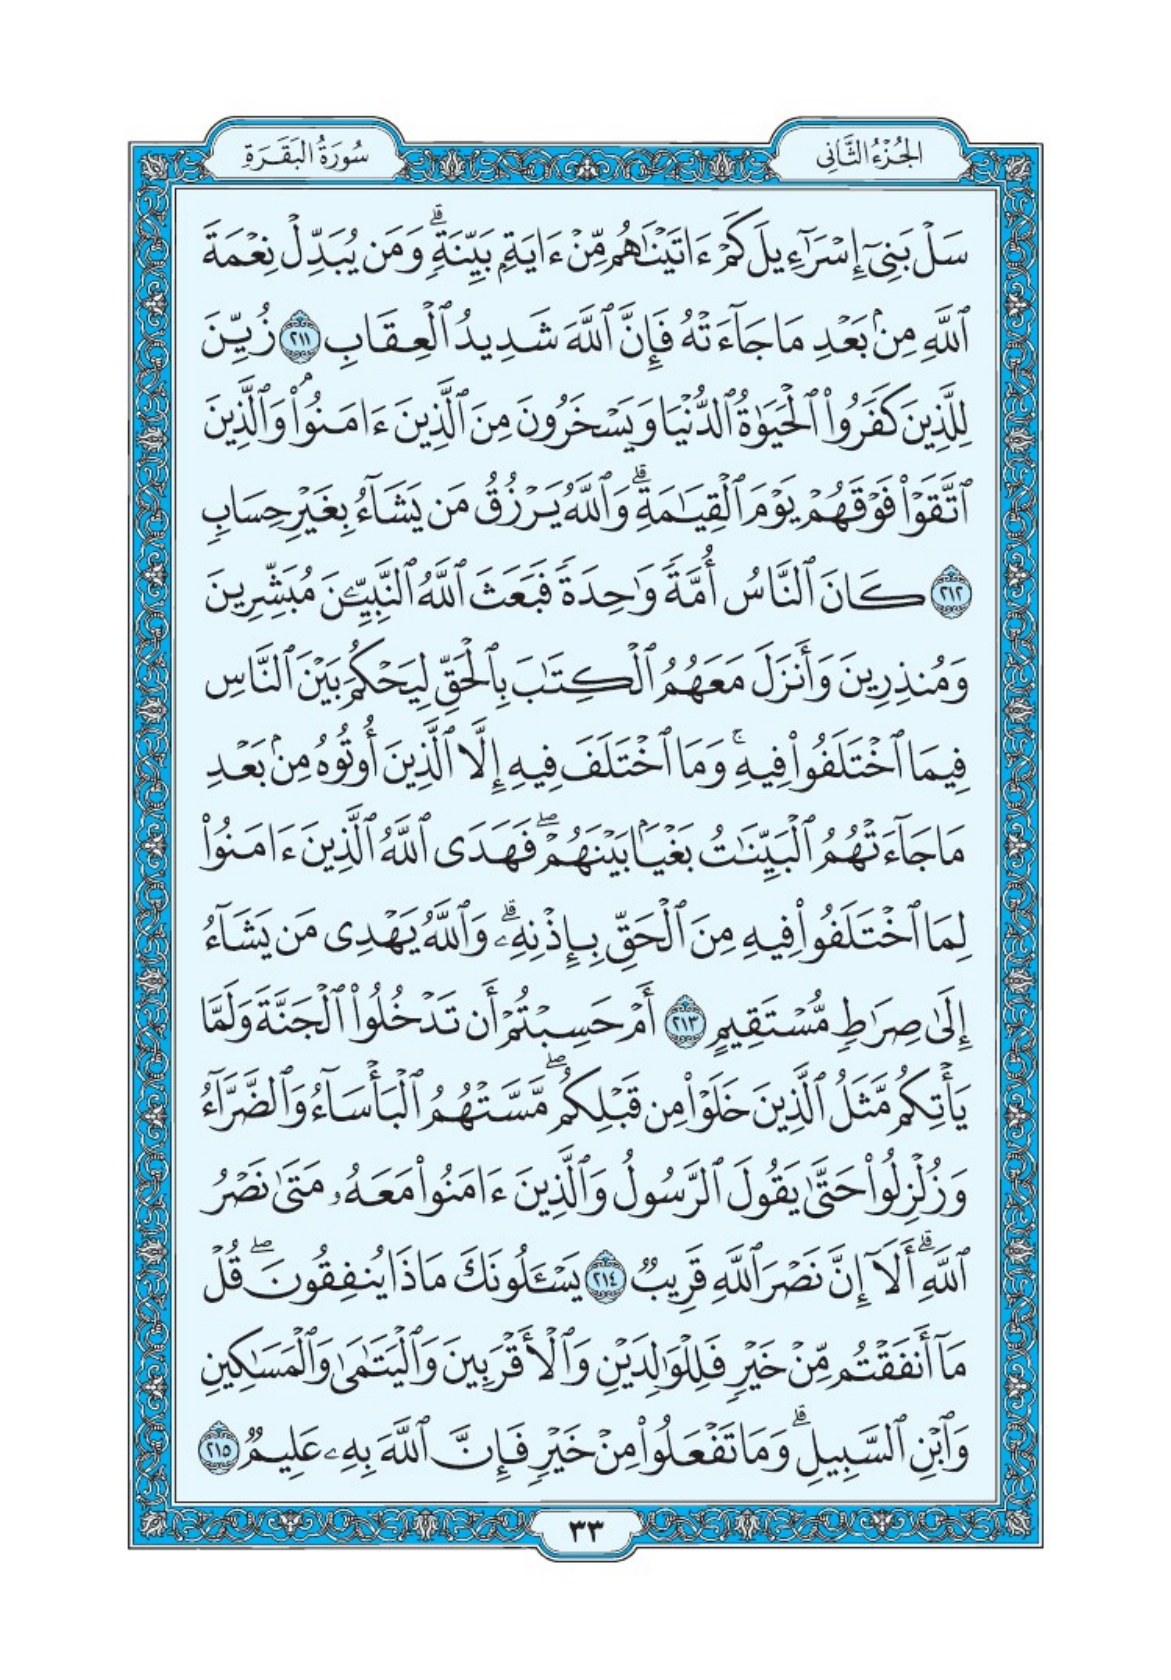 الجُزْءُ الثَّانِي
سُورَةُ البَقَرَةِ
سَلْ بَنِيٓ إِسْرَٰٓءِيلَ كَمْ ءَاتَيْنَٰهُم مِّنْ ءَايَةِۭ بَيِّنَةٖۗ وَمَن يُبَدِّلْ نِعْمَةَ
ٱللَّهِ مِنۢ بَعْدِ مَا جَآءَتْهُ فَإِنَّ ٱللَّهَ شَدِيدُ ٱلْعِقَابِ ٢١١ زُيِّنَ
لِلَّذِينَ كَفَرُواْ ٱلْحَيَوٰةُ ٱلدُّنْيَا وَيَسْخَرُونَ مِنَ ٱلَّذِينَ ءَامَنُواْۘ وَٱلَّذِينَ
ٱتَّقَوْاْ فَوْقَهُمْ يَوْمَ ٱلْقِيَٰمَةِۗ وَٱللَّهُ يَرْزُقُ مَن يَشَآءُ بِغَيْرِ حِسَابٖ
٢١٢ كَانَ ٱلنَّاسُ أُمَّةٗ وَٰحِدَةٗ فَبَعَثَ ٱللَّهُ ٱلنَّبِيِّـۧنَ مُبَشِّرِينَ
وَمُنذِرِينَ وَأَنزَلَ مَعَهُمُ ٱلْكِتَٰبَ بِٱلْحَقِّ لِيَحْكُمَ بَيْنَ ٱلنَّاسِ
فِيمَا ٱخْتَلَفُواْ فِيهِۚ وَمَا ٱخْتَلَفَ فِيهِ إِلَّا ٱلَّذِينَ أُوتُوهُ مِنۢ بَعْدِ
مَا جَآءَتْهُمُ ٱلْبَيِّنَٰتُ بَغْيَۢا بَيْنَهُمْۖ فَهَدَى ٱللَّهُ ٱلَّذِينَ ءَامَنُواْ
لِمَا ٱخْتَلَفُواْ فِيهِ مِنَ ٱلْحَقِّ بِإِذْنِهِۦۗ وَٱللَّهُ يَهْدِي مَن يَشَآءُ
إِلَىٰ صِرَٰطٖ مُّسْتَقِيمٍ ٢١٣ أَمْ حَسِبْتُمْ أَن تَدْخُلُواْ ٱلْجَنَّةَ وَلَمَّا
يَأْتِكُم مَّثَلُ ٱلَّذِينَ خَلَوْاْ مِن قَبْلِكُمۖ مَّسَّتْهُمُ ٱلْبَأْسَآءُ وَٱلضَّرَّآءُ
وَزُلْزِلُواْ حَتَّىٰ يَقُولَ ٱلرَّسُولُ وَٱلَّذِينَ ءَامَنُواْ مَعَهُۥ مَتَىٰ نَصْرُ
ٱللَّهِۗ أَلَآ إِنَّ نَصْرَ ٱللَّهِ قَرِيبٞ ٢١٤ يَسْـَٔلُونَكَ مَاذَا يُنفِقُونَۖ قُلْ
مَآ أَنفَقْتُم مِّنْ خَيْرٖ فَلِلْوَٰلِدَيْنِ وَٱلْأَقْرَبِينَ وَٱلْيَتَٰمَىٰ وَٱلْمَسَٰكِينِ
وَٱبْنِ ٱلسَّبِيلِۗ وَمَا تَفْعَلُواْ مِنْ خَيْرٖ فَإِنَّ ٱللَّهَ بِهِۦ عَلِيمٞ ٢١٥
٣٣